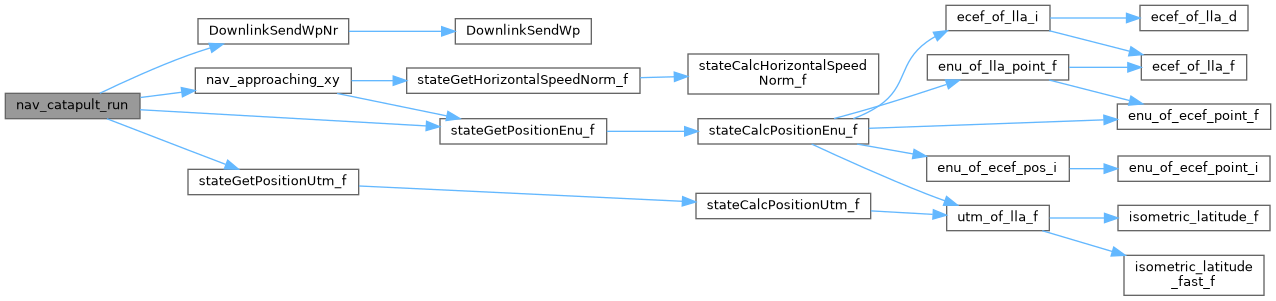 nav_catapult_run
DownlinkSendWpNr
nav_approaching_xy
stateGetPositionUtm_f
DownlinkSendWp
stateGetHorizontalSpeedNorm_f
stateGetPositionEnu_f
stateCalcHorizontalSpeed
Norm_f
stateCalcPositionEnu_f
stateCalcPositionUtm_f
ecef_of_lla_i
enu_of_lla_point_f
enu_of_ecef_pos_i
utm_of_lla_f
ecef_of_lla_d
ecef_of_lla_f
enu_of_ecef_point_f
enu_of_ecef_point_i
isometric_latitude_f
isometric_latitude
_fast_f